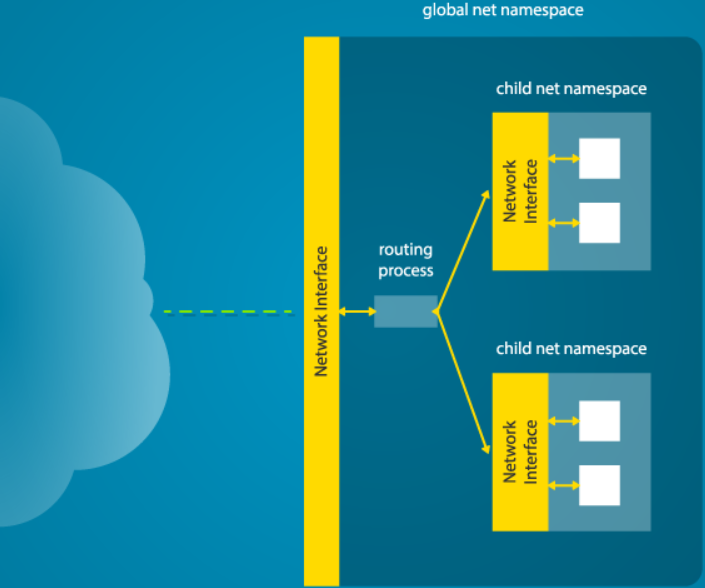 global net namespace
child net namespace
Network
Interface
routing
process
Network Interface
child net namespace
Network
Interface